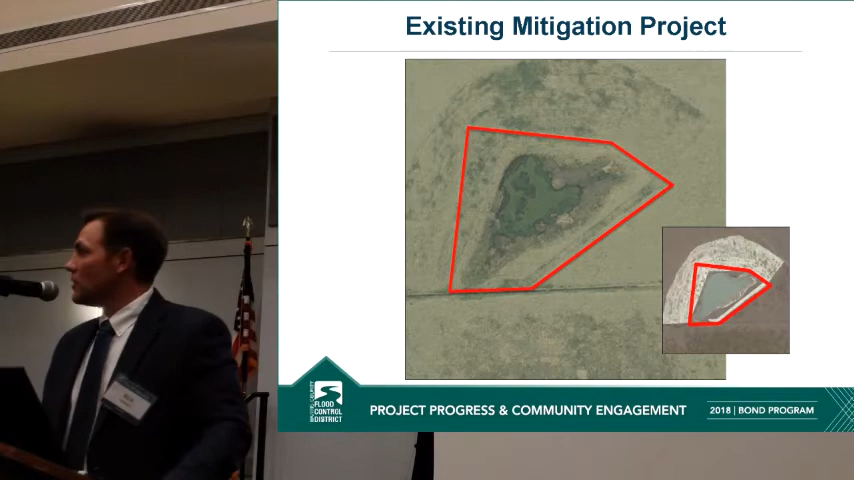 Existing Mitigation Project
FLOOD
CONTROL
DISTRICT
PROJECT PROGRESS & COMMUNITY ENGAGEMENT
2018 | BOND PROGRAM